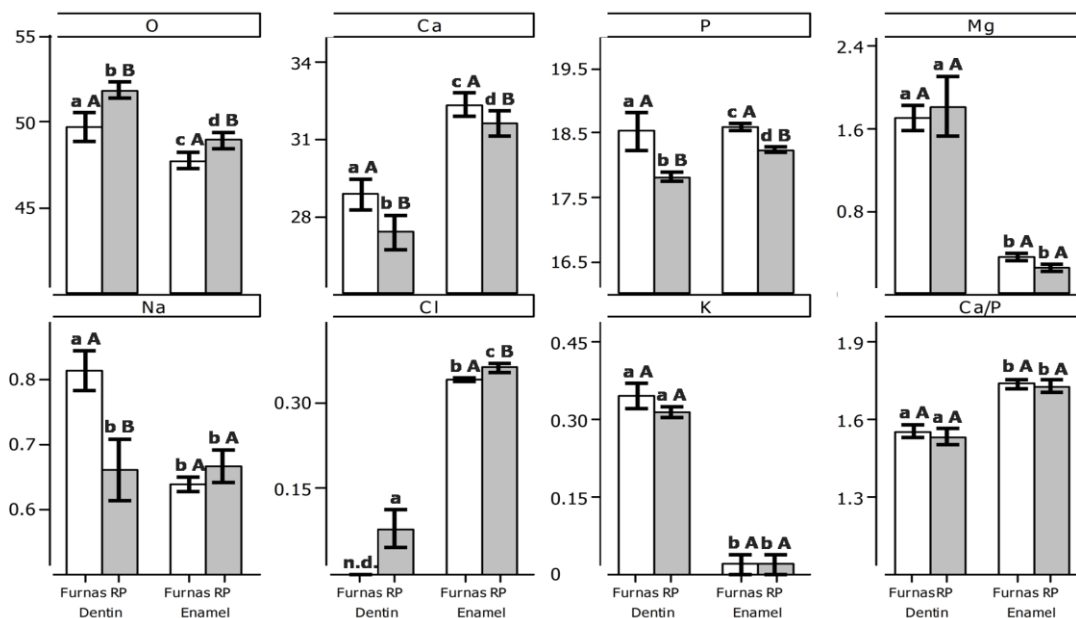 O
55
50
45
a A
b B
c A
d B
Ca
34
31
28
a A
b B
c A
d B
P
19.5
18.5
17.5
16.5
a A
b B
c A
d B
Mg
2.4
1.6
0.8
a A
a A
b A
b A
Na
0.8
0.7
0.6
a A
b B
b A
b A
Furnas RP Furnas RP
Dentin Enamel
Cl
0.30
0.15
n.d.
a
b A
c B
Furnas RP Furnas RP
Dentin Enamel
K
0.45
0.30
0.15
0
a A
a A
b A b A
Furnas RP Furnas RP
Dentin Enamel
Ca/P
1.9
1.6
1.3
a A a A
b A b A
Furnas RP Furnas RP
Dentin Enamel